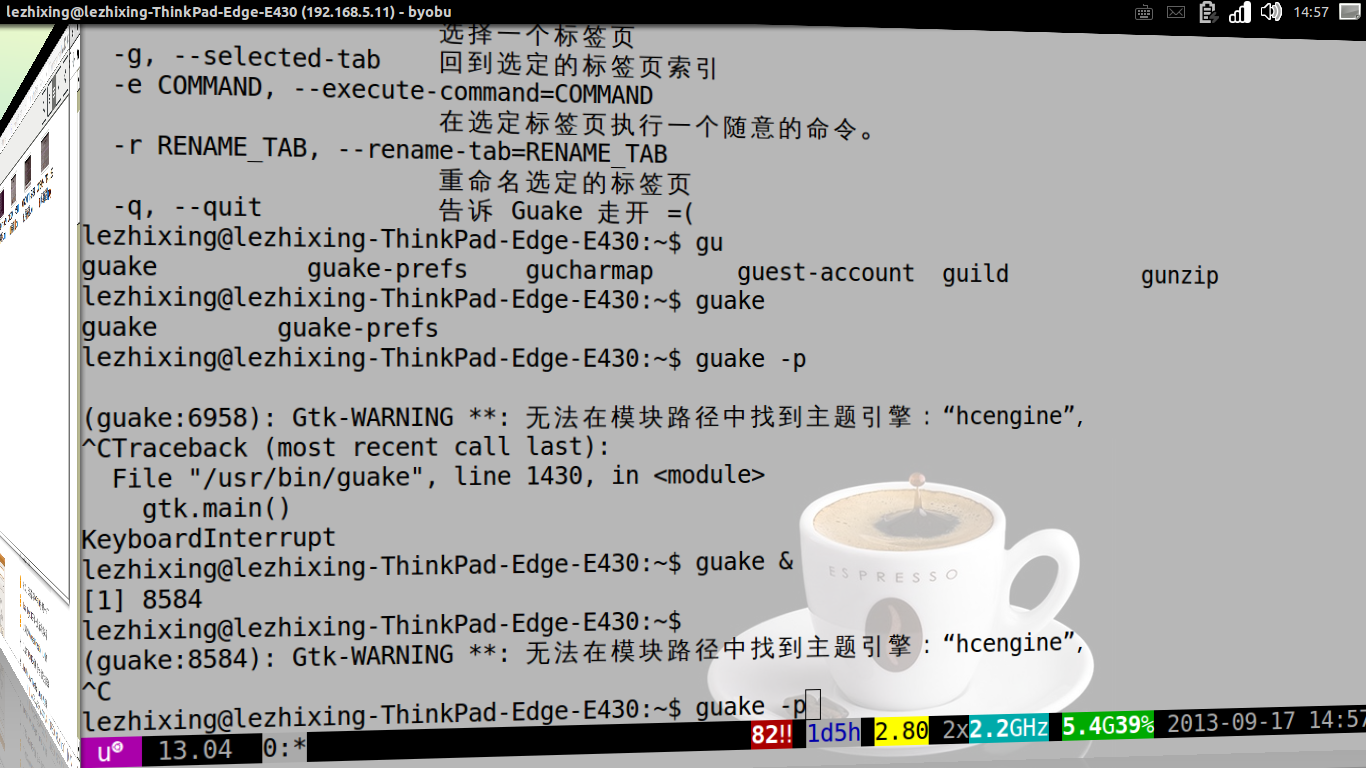 lezhixing@lezhixing-ThinkPad-Edge-E430 (192.168.5.11) - byobu 14:57
选择一个标签页
-g, --selected-tab 回到选定的标签页索引
-e COMMAND, --execute-command=COMMAND
在选定标签页执行一个随意的命令。
-r RENAME_TAB, --rename-tab=RENAME_TAB
重命名选定的标签页
-q, --quit 告诉 Guake 走开 =(
lezhixing@lezhixing-ThinkPad-Edge-E430:~$ gu
guake guake-prefs gucharmap guest-account guild gunzip
lezhixing@lezhixing-ThinkPad-Edge-E430:~$ guake
guake guake-prefs
lezhixing@lezhixing-ThinkPad-Edge-E430:~$ guake -p
(guake:6958): Gtk-WARNING **: 无法在模块路径中找到主题引擎：“hcengine”,
^CTraceback (most recent call last):
File "/usr/bin/guake", line 1430, in <module>
gtk.main()
KeyboardInterrupt
lezhixing@lezhixing-ThinkPad-Edge-E430:~$ guake &
[1] 8584
lezhixing@lezhixing-ThinkPad-Edge-E430:~$
(guake:8584): Gtk-WARNING **: 无法在模块路径中找到主题引擎：“hcengine”,
^C
lezhixing@lezhixing-ThinkPad-Edge-E430:~$ guake -p
ESPRESSO
u 13.04 0:* 82!! 1d5h 2.80 2x2.2GHz 5.4G39% 2013-09-17 14:57